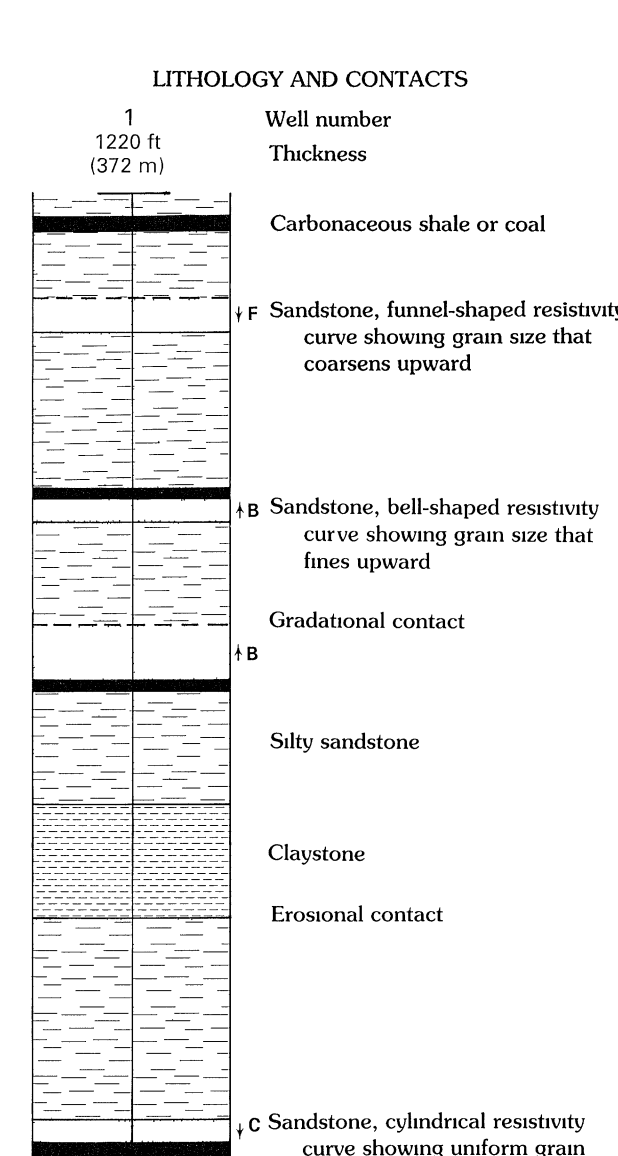 LITHOLOGY AND CONTACTS
1 Well number
1220 ft
(372 m) Thickness
Carbonaceous shale or coal
F Sandstone, funnel-shaped resistivity
curve showing grain size that
coarsens upward
B Sandstone, bell-shaped resistivity
curve showing grain size that
fines upward
Gradational contact
B
Silty sandstone
Claystone
Erosional contact
C Sandstone, cylindrical resistivity
curve showing uniform grain